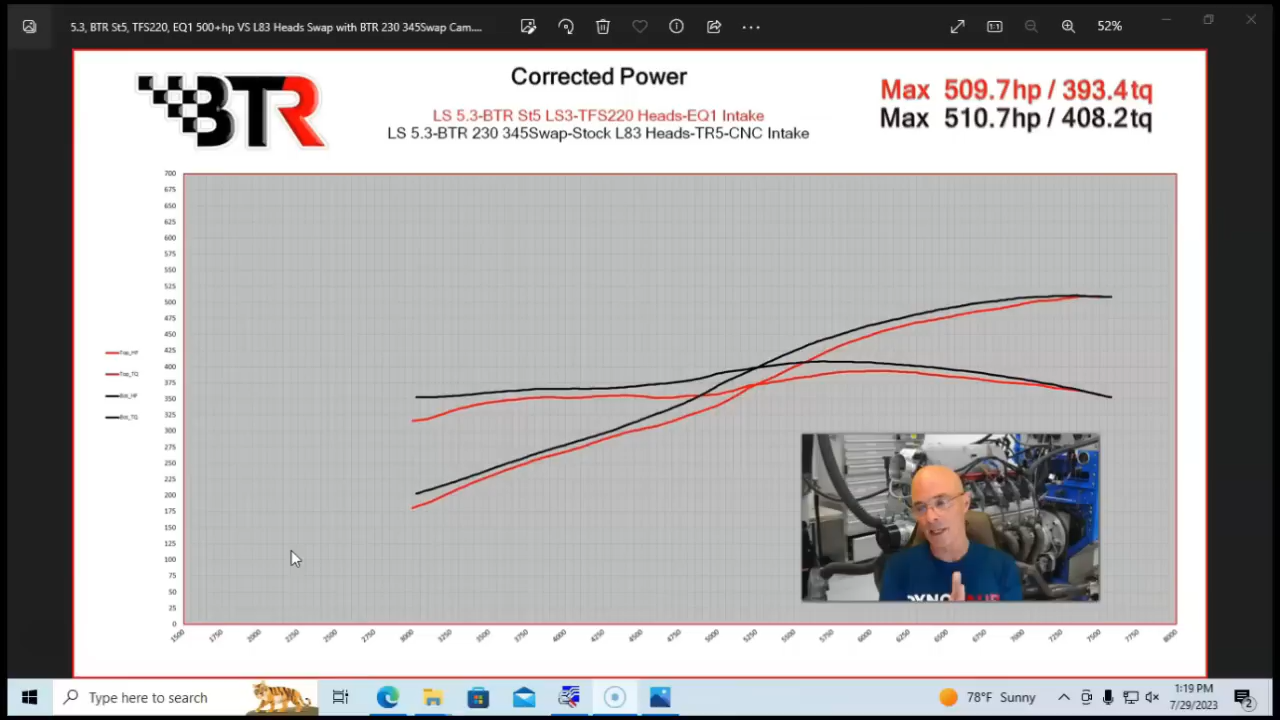 5.3, BTR St5, TFS220, EQ1 500+hp VS L83 Heads Swap with BTR 230 345Swap Cam....
52%
BTR
Corrected Power
LS 5.3-BTR St5 LS3-TFS220 Heads-EQ1 Intake
LS 5.3-BTR 230 345Swap-Stock L83 Heads-TR5-CNC Intake
Max 509.7hp / 393.4tq
Max 510.7hp / 408.2tq
700
675
650
625
600
575
550
525
500
475
450
425
400
375
350
325
300
275
250
225
200
175
150
125
100
75
50
25
0
1500 1750 2000 2250 2500 2750 3000 3250 3500 3750 4000 4250 4500 4750 5000 5250 5500 5750 6000 6250 6500 6750 7000 7250 7500 7750 8000
Type here to search
78°F Sunny
1:19 PM
7/29/2023
2